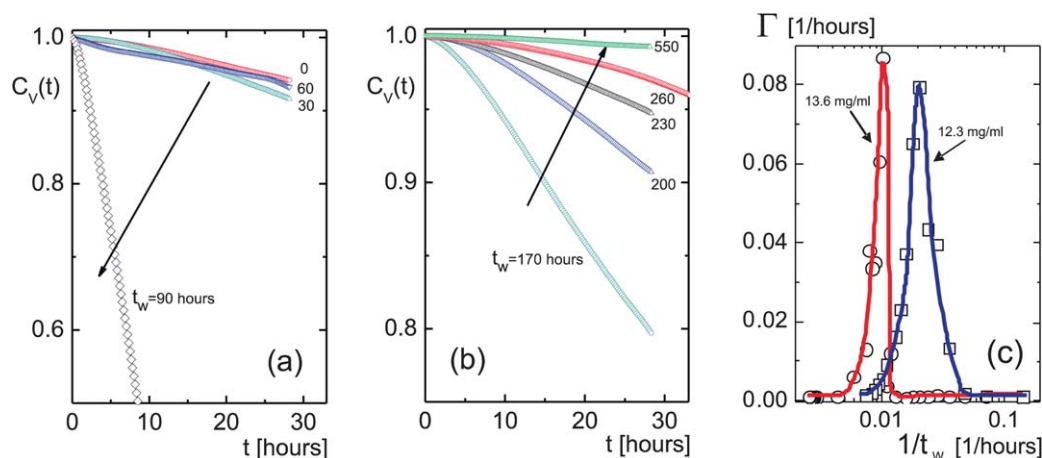 1.0
0.8
0.6
C_V(t)
0
60
30
t_w=90 hours
(a)
0 10 20 30
t [hours]
1.0
0.9
0.8
C_V(t)
550
260
230
200
t_w=170 hours
(b)
0 10 20 30
t [hours]
Γ [1/hours]
0.08
0.06
0.04
0.02
0.00
13.6 mg/ml
12.3 mg/ml
(c)
0.01 0.1
1/t_w [1/hours]